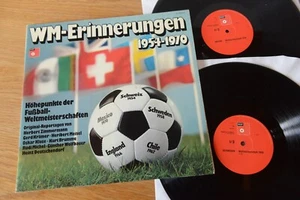 WM-Erinnerungen
1954-1970
Höhepunkte der
Fußball-
Weltmeisterschaften
Original-Reportagen von
Herbert Zimmermann
Gerd Krämer · Heribert Meisel
Oskar Klose · Kurt Brumme
Rudi Michel · Günther Wolfbauer
Heinz Deutschendorf
Schweiz
1954
Schweden
1958
Mexico
1970
England
1966
Chile
1962